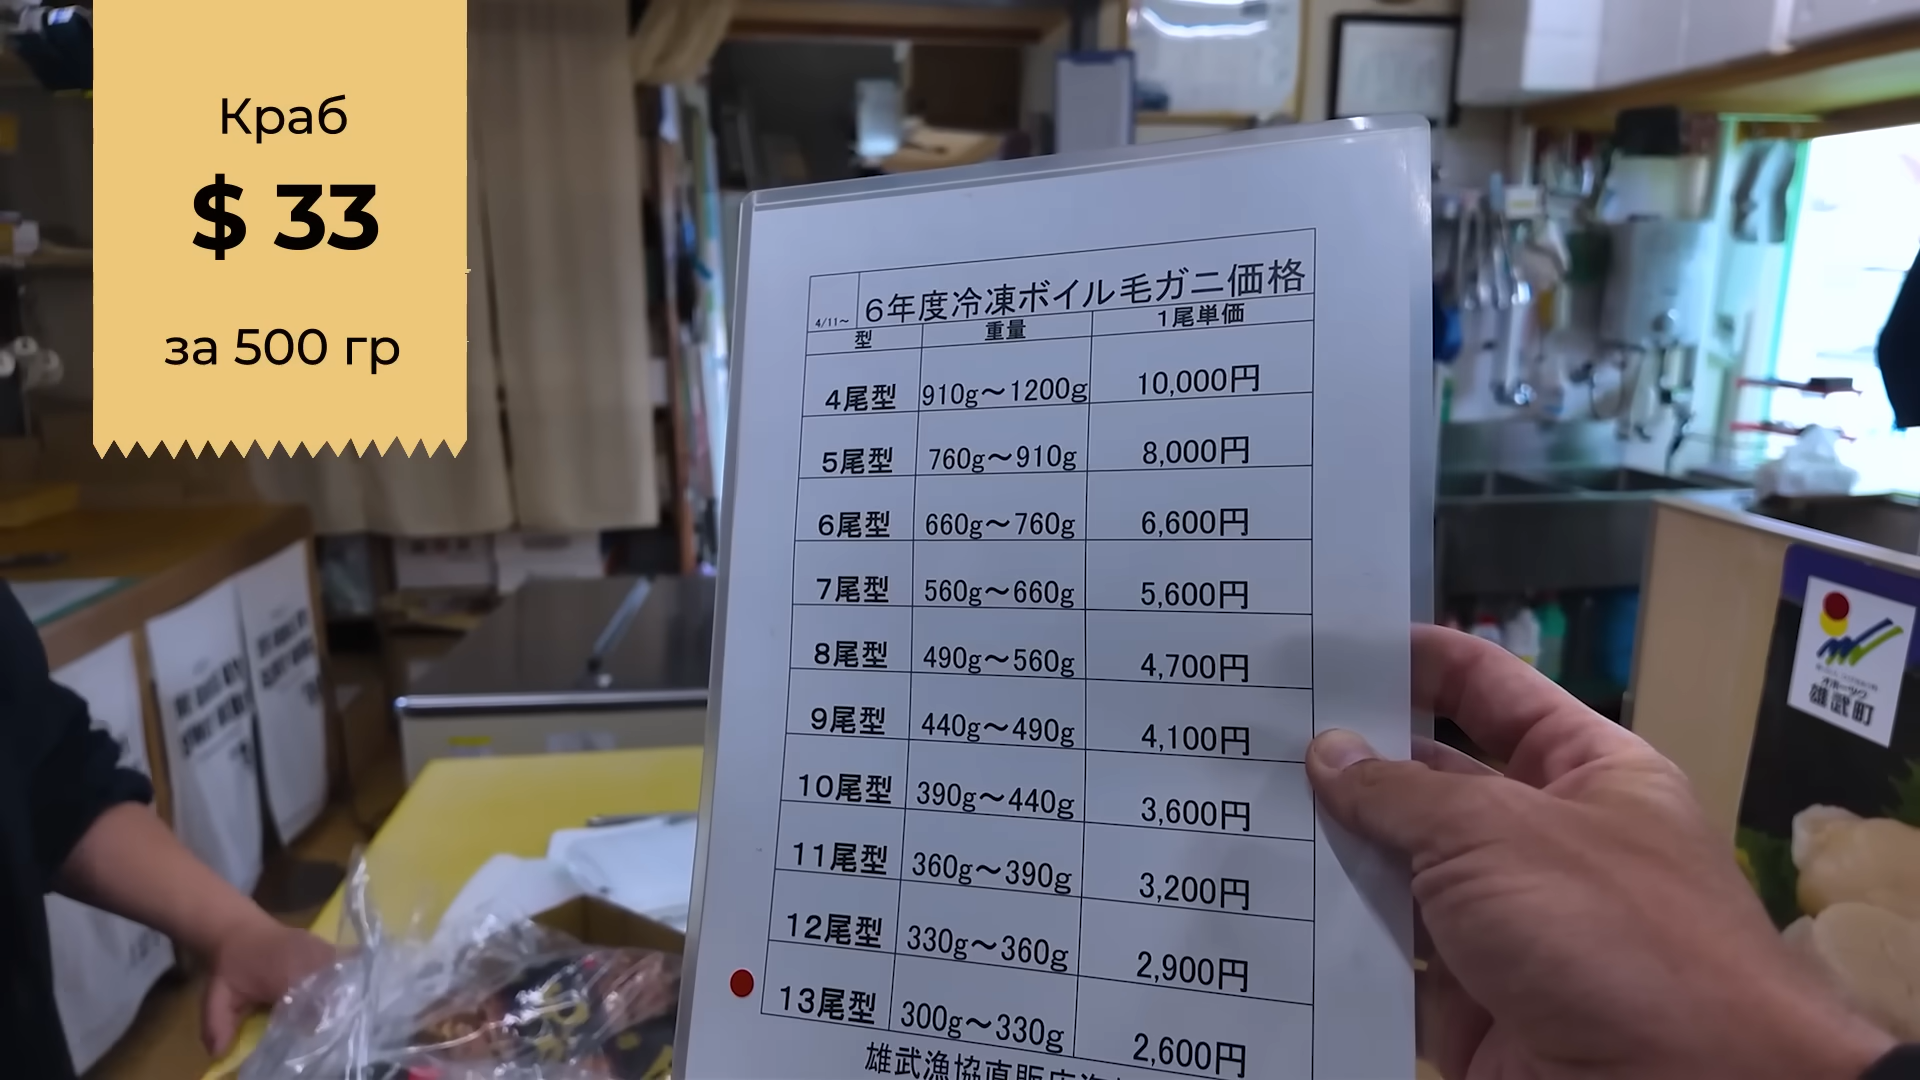 Краб
$ 33
за 500 гр
4/11～ 6年度冷凍ボイル毛ガニ価格
型 重量 1尾単価
4尾型 910g～1200g 10,000円
5尾型 760g～910g 8,000円
6尾型 660g～760g 6,600円
7尾型 560g～660g 5,600円
8尾型 490g～560g 4,700円
9尾型 440g～490g 4,100円
10尾型 390g～440g 3,600円
11尾型 360g～390g 3,200円
12尾型 330g～360g 2,900円
13尾型 300g～330g 2,600円
雄武漁協直販店
オホーツク
雄武町